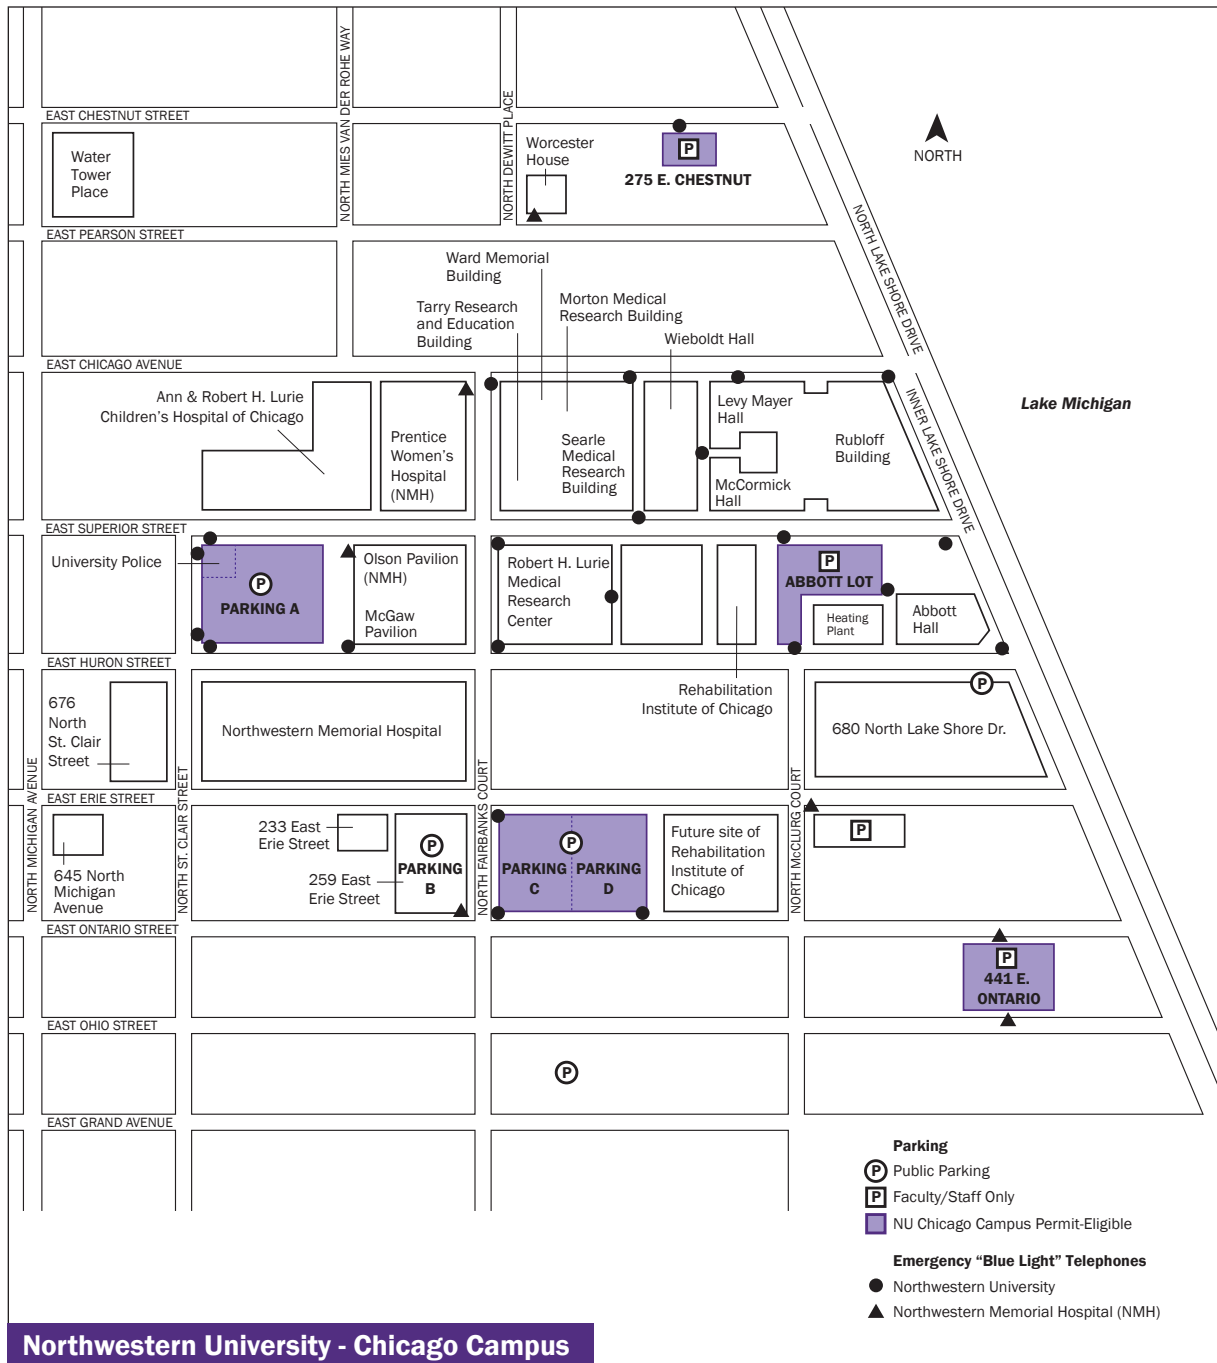 EAST CHESTNUT STREET
NORTH MIES VAN DER ROHE WAY
NORTH DEWITT PLACE
Water
Tower
Place
Worcester
House
P
275 E. CHESTNUT
NORTH
EAST PEARSON STREET
NORTH LAKE SHORE DRIVE
Ward Memorial
Building
Tarry Research
and Education
Building
Morton Medical
Research Building
Wieboldt Hall
EAST CHICAGO AVENUE
Ann & Robert H. Lurie
Children's Hospital of Chicago
Prentice
Women's
Hospital
(NMH)
Searle
Medical
Research
Building
Levy Mayer
Hall
McCormick
Hall
Rubloff
Building
INNER LAKE SHORE DRIVE
Lake Michigan
EAST SUPERIOR STREET
University Police
P
PARKING A
Olson Pavilion
(NMH)
McGaw
Pavilion
Robert H. Lurie
Medical
Research
Center
P
ABBOTT LOT
Heating
Plant
Abbott
Hall
EAST HURON STREET
676
North
St. Clair
Street
Northwestern Memorial Hospital
Rehabilitation
Institute of Chicago
P
680 North Lake Shore Dr.
NORTH MICHIGAN AVENUE
NORTH ST. CLAIR STREET
NORTH FAIRBANKS COURT
NORTH McCLURG COURT
EAST ERIE STREET
645 North
Michigan
Avenue
233 East
Erie Street
259 East
Erie Street
P
PARKING
B
P
PARKING
C
PARKING
D
Future site of
Rehabilitation
Institute of
Chicago
P
EAST ONTARIO STREET
P
441 E.
ONTARIO
EAST OHIO STREET
P
EAST GRAND AVENUE
Parking
P Public Parking
P Faculty/Staff Only
NU Chicago Campus Permit-Eligible
Emergency “Blue Light” Telephones
Northwestern University
Northwestern Memorial Hospital (NMH)
Northwestern University - Chicago Campus